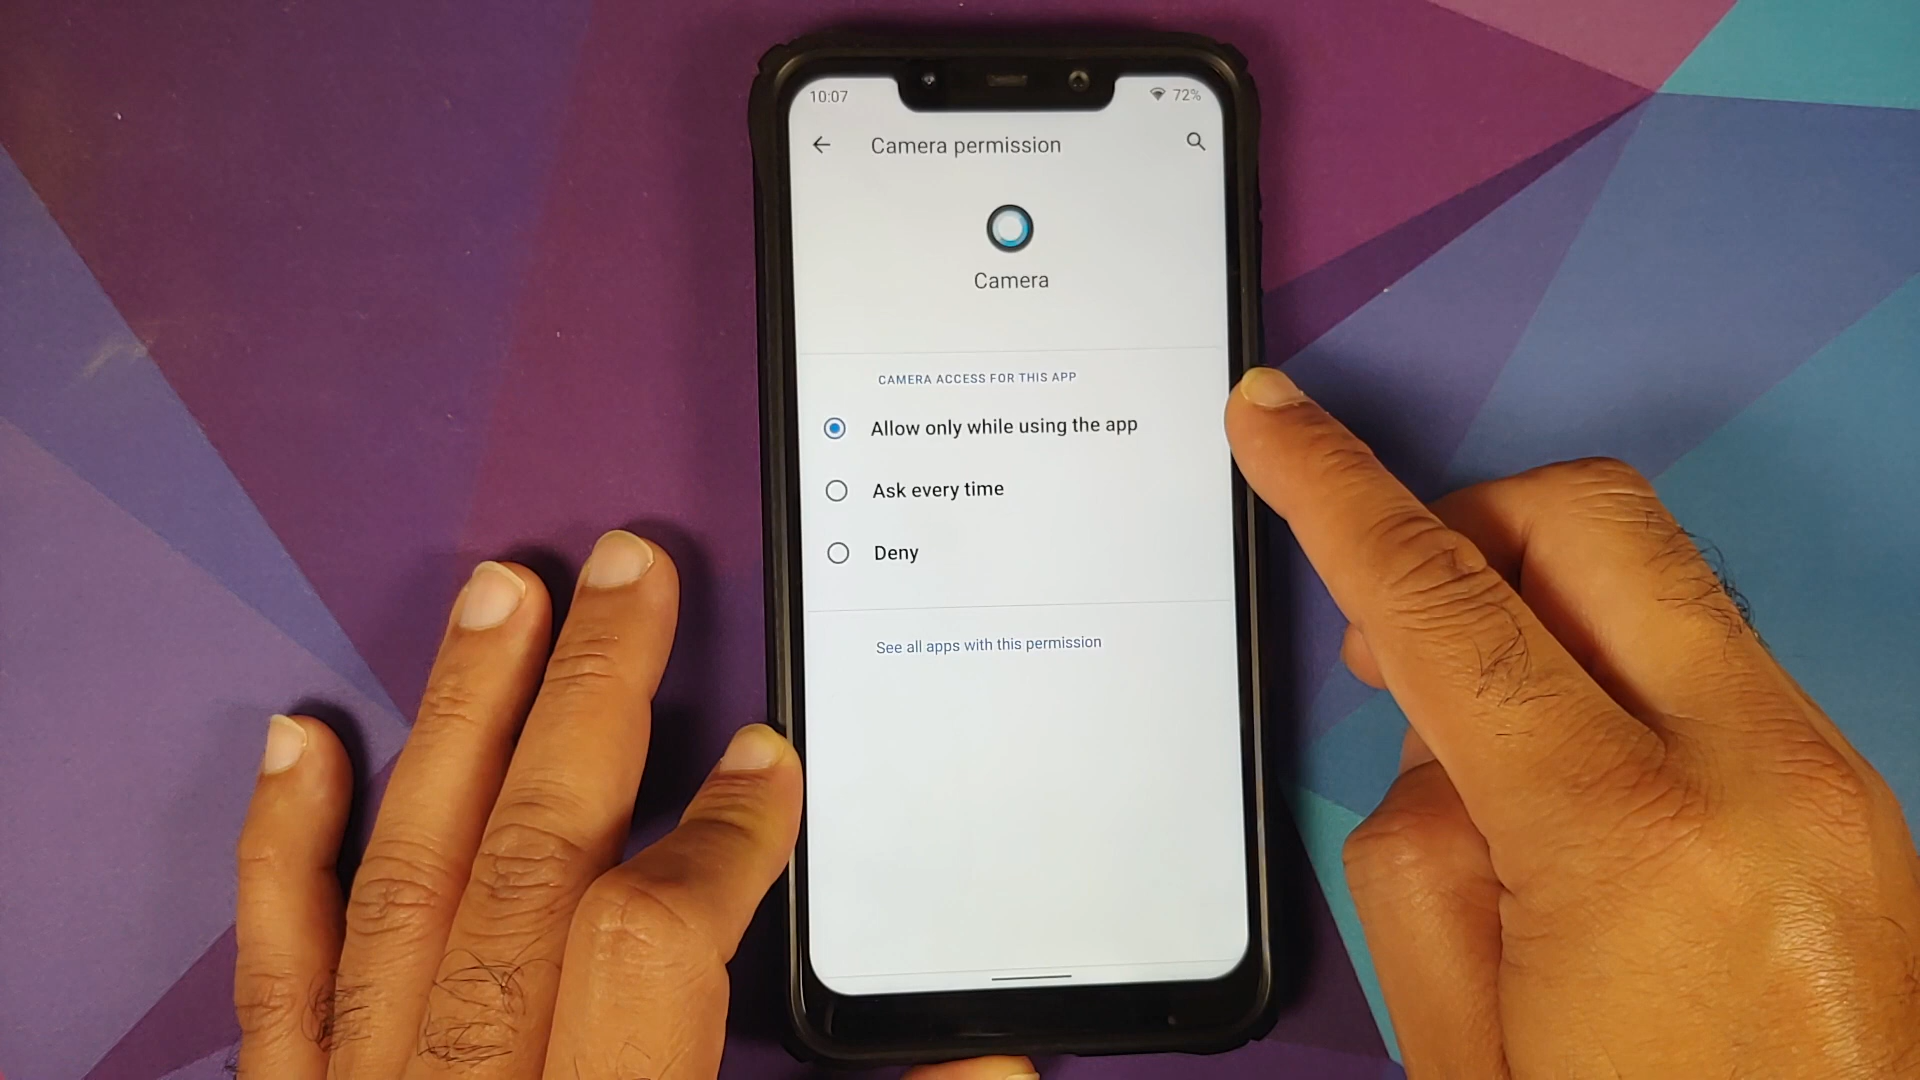 10:07
72%
Camera permission
Camera
CAMERA ACCESS FOR THIS APP
Allow only while using the app
Ask every time
Deny
See all apps with this permission